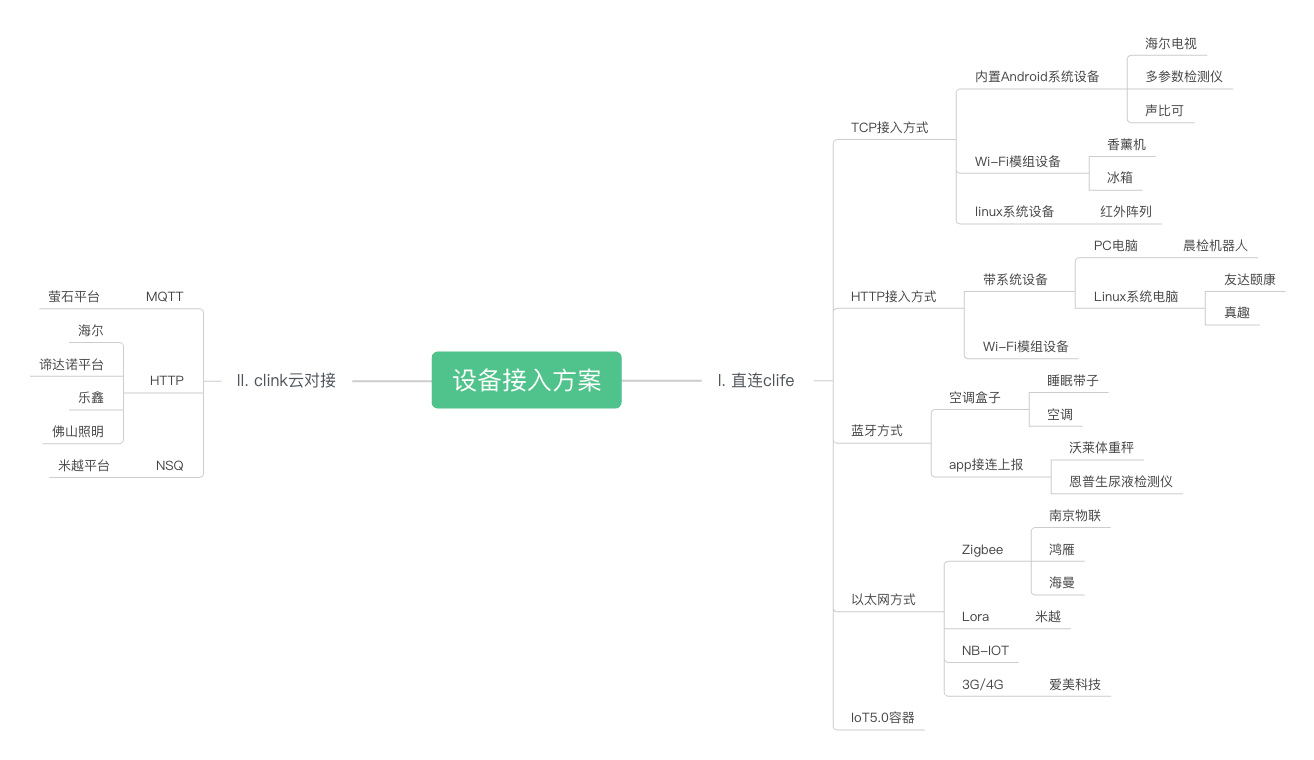 设备接入方案
I. 直连clife
TCP接入方式
内置Android系统设备
海尔电视
多参数检测仪
声比可
Wi-Fi模组设备
香薰机
冰箱
linux系统设备
红外阵列
HTTP接入方式
带系统设备
PC电脑
晨检机器人
Linux系统电脑
友达颐康
真趣
Wi-Fi模组设备
蓝牙方式
空调盒子
睡眠带子
空调
app接连上报
沃莱体重秤
恩普生尿液检测仪
以太网方式
Zigbee
南京物联
鸿雁
海曼
Lora
米越
NB-IOT
3G/4G
爱美科技
IoT5.0容器
II. clink云对接
MQTT
萤石平台
HTTP
海尔
谛达诺平台
乐鑫
佛山照明
NSQ
米越平台